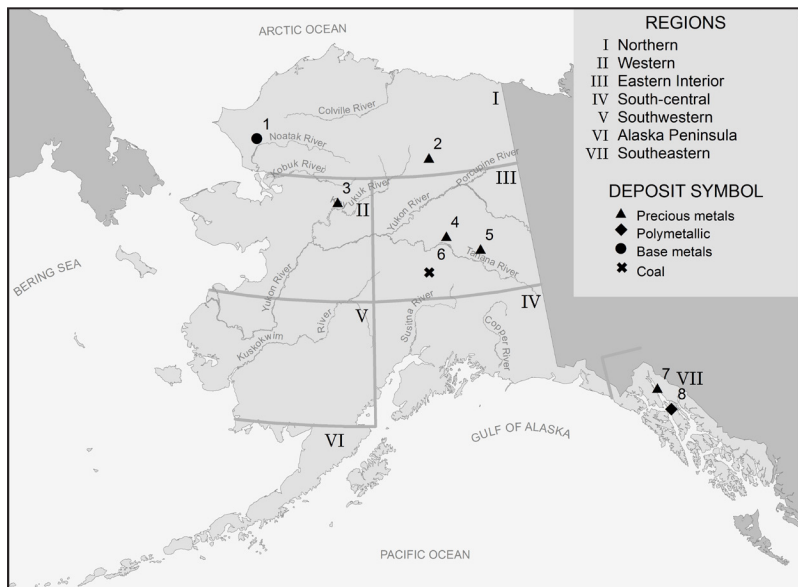 ARCTIC OCEAN
REGIONS
I Northern
II Western
III Eastern Interior
IV South-central
V Southwestern
VI Alaska Peninsula
VII Southeastern
DEPOSIT SYMBOL
Precious metals
Polymetallic
Base metals
Coal
I
Colville River
1
Noatak River
2
Kobuk River
Porcupine River
III
3
II
Yukon River
4
5
6
Tanana River
BERING SEA
Yukon River
IV
V
Susitna River
Copper River
Kuskokwim
River
7
VII
8
VI
GULF OF ALASKA
PACIFIC OCEAN